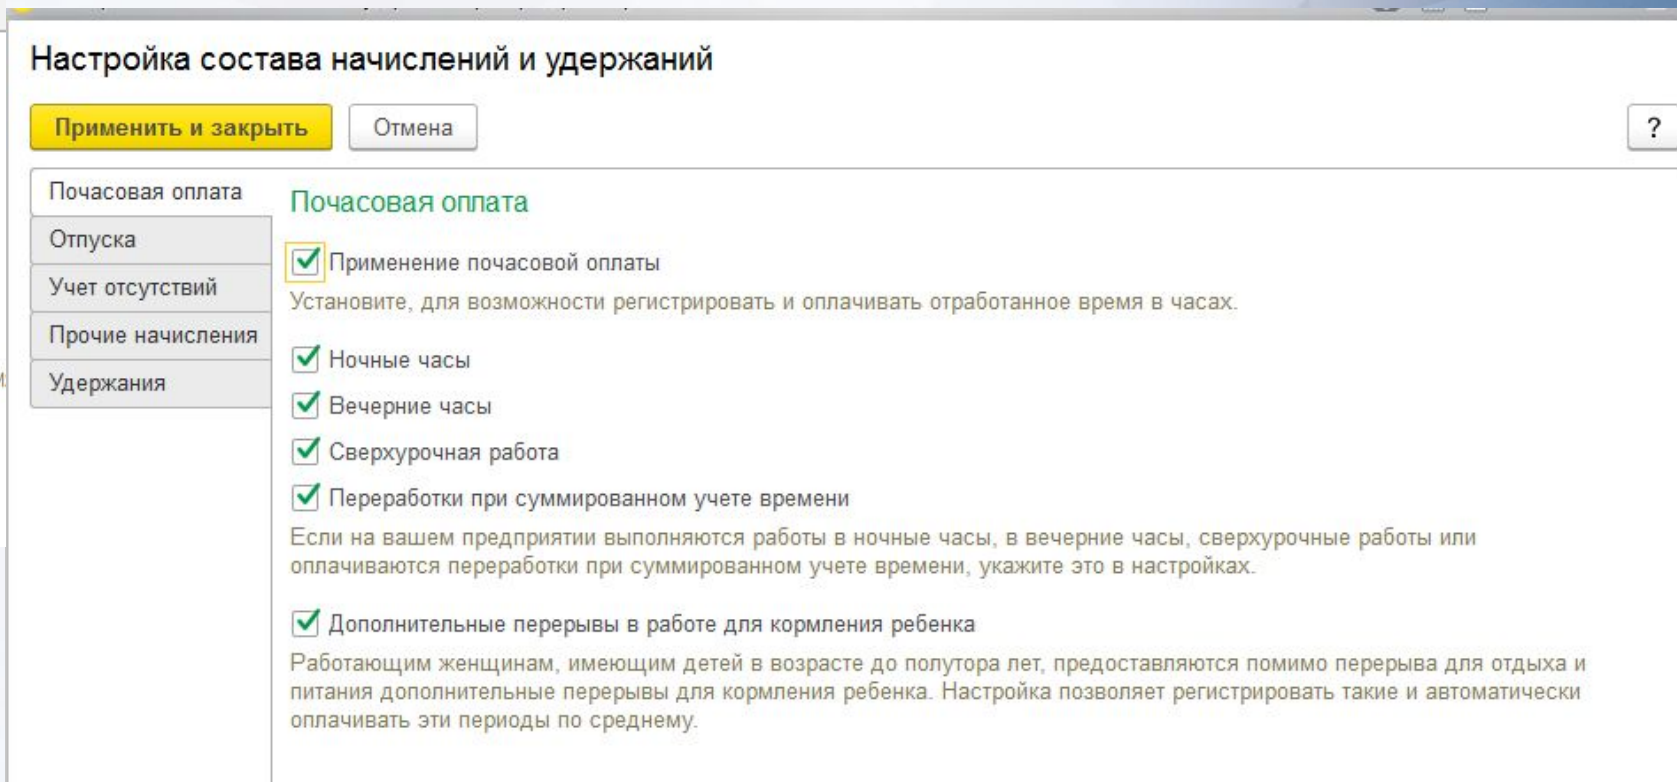 Настройка состава начислений и удержаний
Применить и закрыть
Отмена
?
Почасовая оплата
Отпуска
Учет отсутствий
Прочие начисления
Удержания
Почасовая оплата
Применение почасовой оплаты
Установите, для возможности регистрировать и оплачивать отработанное время в часах.
Ночные часы
Вечерние часы
Сверхурочная работа
Переработки при суммированном учете времени
Если на вашем предприятии выполняются работы в ночные часы, в вечерние часы, сверхурочные работы или
оплачиваются переработки при суммированном учете времени, укажите это в настройках.
Дополнительные перерывы в работе для кормления ребенка
Работающим женщинам, имеющим детей в возрасте до полутора лет, предоставляются помимо перерыва для отдыха и
питания дополнительные перерывы для кормления ребенка. Настройка позволяет регистрировать такие и автоматически
оплачивать эти периоды по среднему.